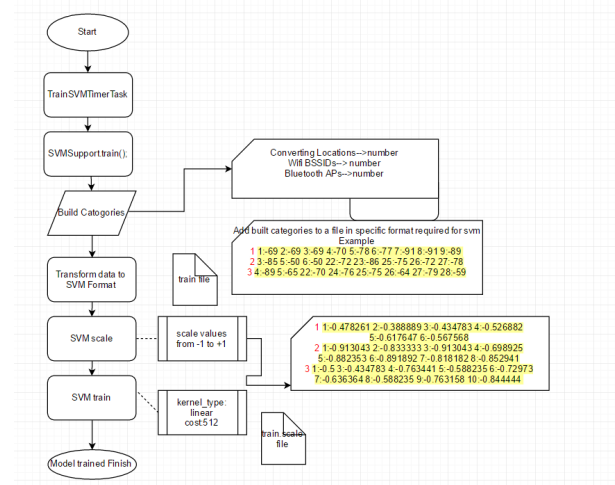 Start
TrainSVMTimerTask
SVMSupport.train();
Build Catogories
Converting Locations-->number
Wifi BSSIDs--> number
Bluetooth APs-->number
Add built categories to a file in specific format required for svm
Example
1 1:-69 2:-69 3:-69 4:-70 5:-78 6:-77 7:-91 8:-91 9:-89
2 3:-85 5:-50 6:-50 22:-72 23:-86 25:-75 26:-72 27:-78
3 4:-89 5:-65 22:-70 24:-76 25:-75 26:-64 27:-79 28:-59
Transform data to
SVM Format
train file
SVM scale
scale values
from -1 to +1
1 1:-0.478261 2:-0.388889 3:-0.434783 4:-0.526882
5:-0.617647 6:-0.567568
2 1:-0.913043 2:-0.833333 3:-0.913043 4:-0.698925
5:-0.882353 6:-0.891892 7:-0.818182 8:-0.852941
3 1:-0.5 3:-0.434783 4:-0.763441 5:-0.588235 6:-0.72973
7:-0.636364 8:-0.588235 9:-0.763158 10:-0.844444
SVM train
kernel_type:
linear
cost:512
train.scale
file
Model trained Finish